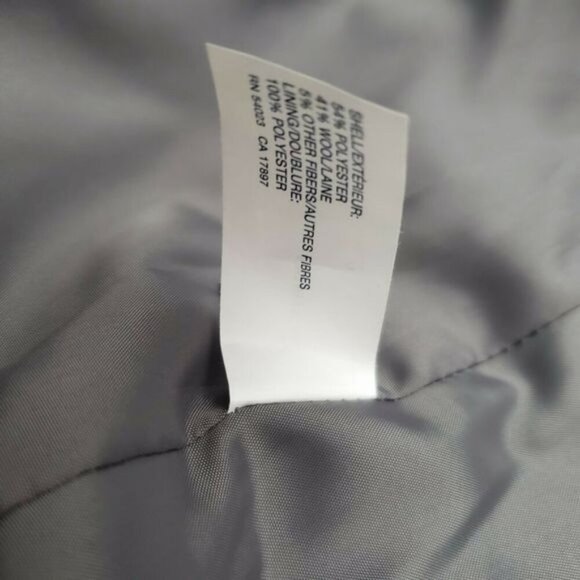 SHELL/EXTÉRIEUR:
54% POLYESTER
41% WOOL/LAINE
5% OTHER FIBERS/AUTRES FIBRES
LINING/DOUBLURE:
100% POLYESTER
RN 54023 CA 17897